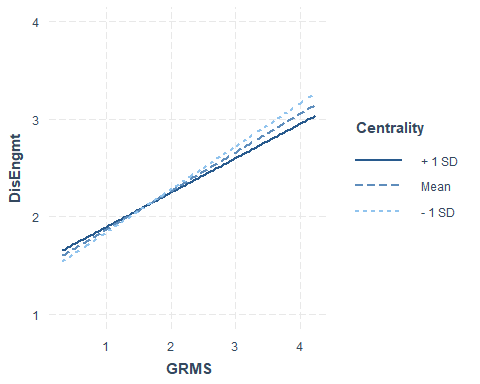 4
3
2
1
DisEngmt
1 2 3 4
GRMS
Centrality
+ 1 SD
Mean
- 1 SD